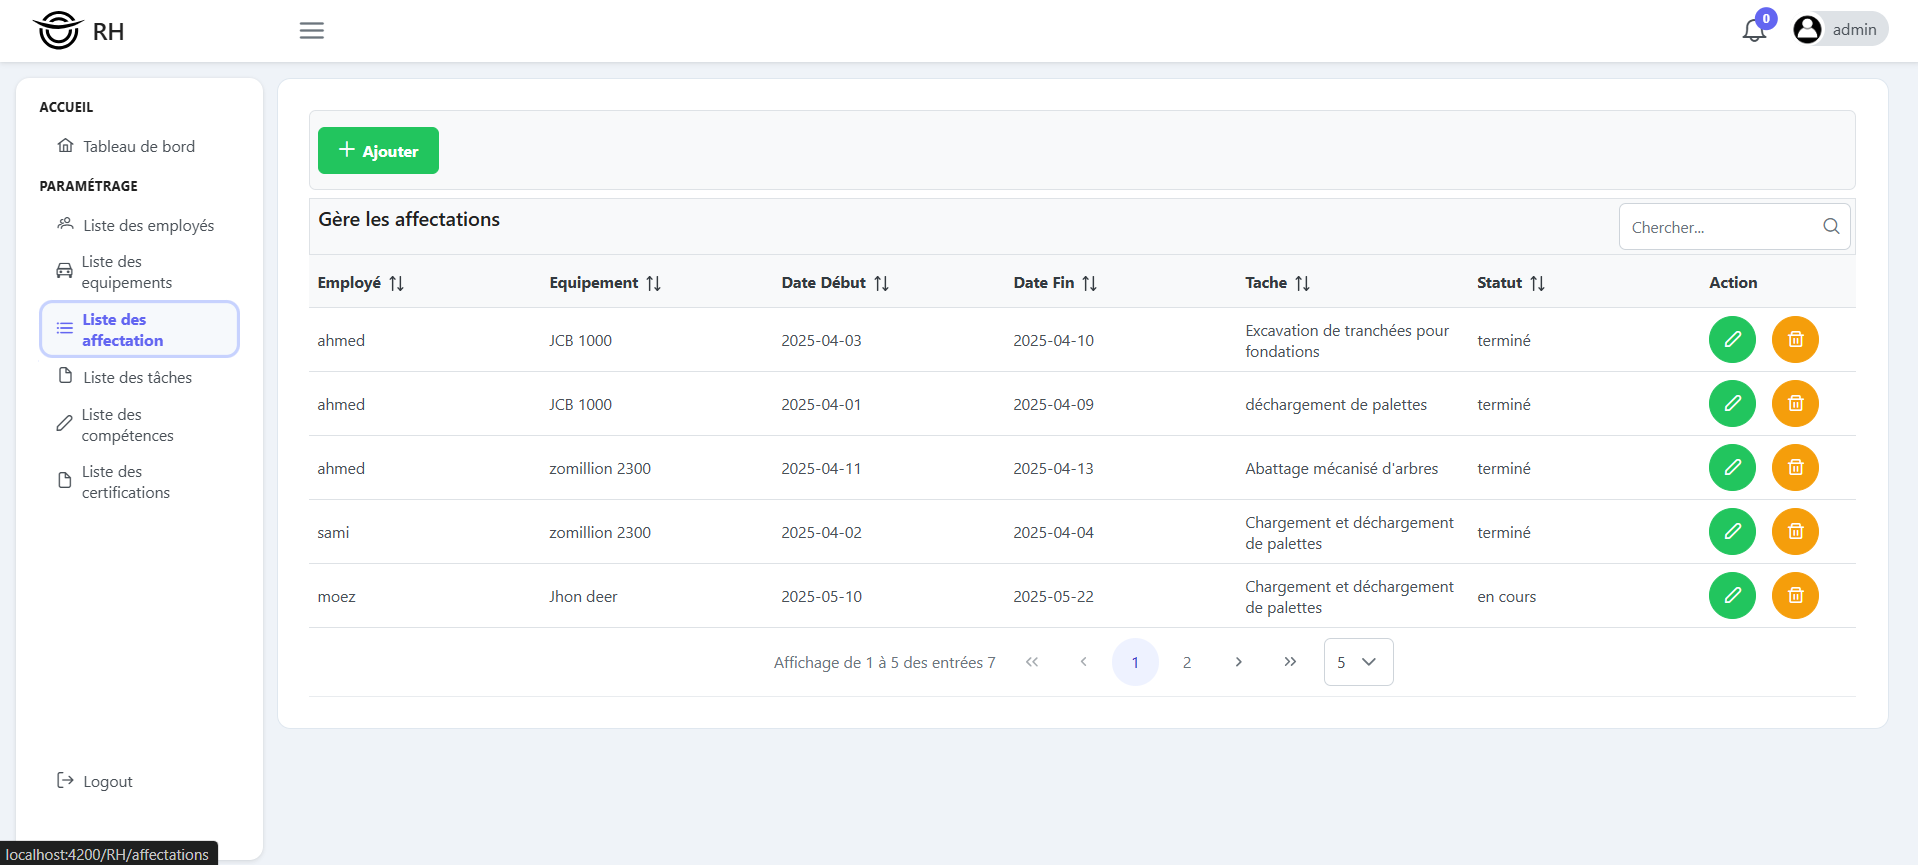 RH
0
admin
ACCUEIL
Tableau de bord
PARAMÉTRAGE
Liste des employés
Liste des
equipements
Liste des
affectation
Liste des tâches
Liste des
compétences
Liste des
certifications
Logout
Ajouter
Gère les affectations
Chercher...
Employé Equipement Date Début Date Fin Tache Statut Action
ahmed JCB 1000 2025-04-03 2025-04-10 Excavation de tranchées pour
fondations terminé
ahmed JCB 1000 2025-04-01 2025-04-09 déchargement de palettes terminé
ahmed zomillion 2300 2025-04-11 2025-04-13 Abattage mécanisé d'arbres terminé
sami zomillion 2300 2025-04-02 2025-04-04 Chargement et déchargement
de palettes terminé
moez Jhon deer 2025-05-10 2025-05-22 Chargement et déchargement
de palettes en cours
Affichage de 1 à 5 des entrées 7 << < 1 2 > >> 5
localhost:4200/RH/affectations